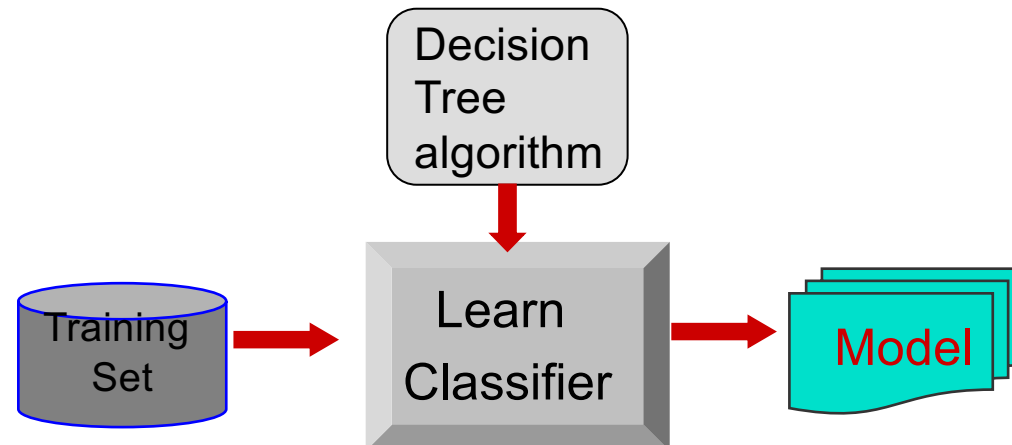 Decision
Tree
algorithm
Training
Set
Learn
Classifier
Model